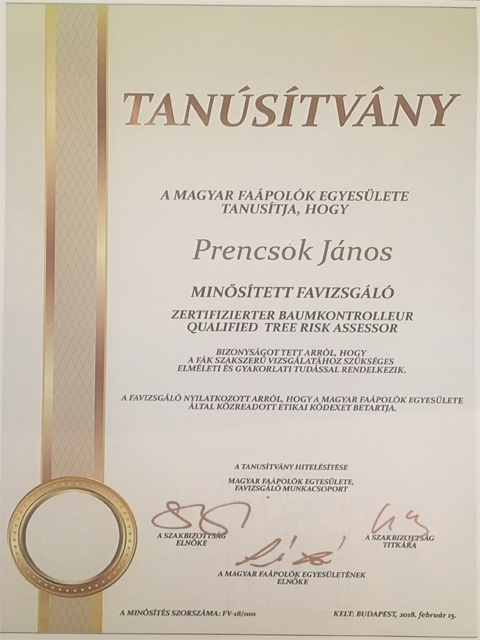 TANÚSÍTVÁNY
A MAGYAR FAÁPOLÓK EGYESÜLETE
TANUSÍTJA, HOGY
Prencsok János
MINŐSÍTETT FAVIZSGÁLÓ
ZERTIFIZIERTER BAUMKONTROLLEUR
QUALIFIED TREE RISK ASSESSOR
BIZONYSÁGOT TETT ARRÓL, HOGY
A FÁK SZAKSZERŰ VIZSGÁLATÁHOZ SZÜKSÉGES
ELMÉLETI ÉS GYAKORLATI TUDÁSSAL RENDELKEZIK.
A FAVIZSGÁLÓ NYILATKOZOTT ARRÓL, HOGY A MAGYAR FAÁPOLÓK EGYESÜLETE
ÁLTAL KÖZREADOTT ETIKAI KÓDEXET BETARTJA.
A TANUSÍTVÁNY HITELÉSÍTÉSE
MAGYAR FAÁPOLÓK EGYESÜLETE,
FAVIZSGÁLÓ MUNKACSOPORT
A SZAKBIZOTTSÁG
ELNÖKE
A SZAKBIZOTTSÁG
TITKÁRA
A MAGYAR FAÁPOLÓK EGYESÜLETÉNEK
ELNÖKE
A MINŐSÍTÉS SZORSZÁMA: FV-18/010
KELT: BUDAPEST, 2018. február 15.